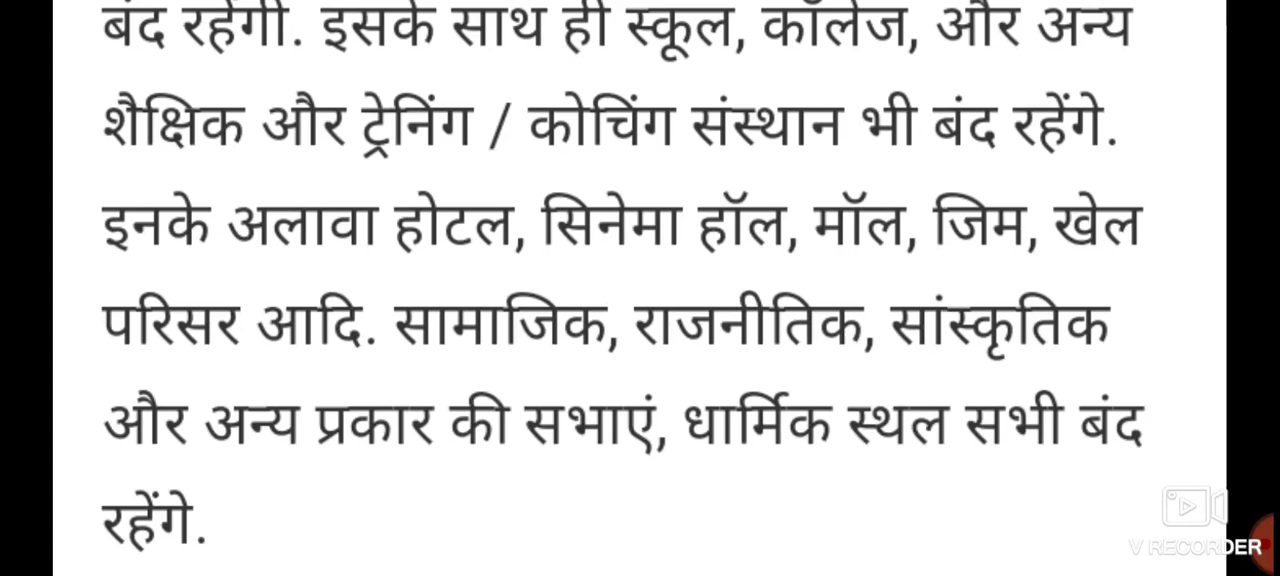 बंद रहेंगी. इसके साथ ही स्कूल, कॉलेज, और अन्य
शैक्षिक और ट्रेनिंग / कोचिंग संस्थान भी बंद रहेंगे.
इनके अलावा होटल, सिनेमा हॉल, मॉल, जिम, खेल
परिसर आदि. सामाजिक, राजनीतिक, सांस्कृतिक
और अन्य प्रकार की सभाएं, धार्मिक स्थल सभी बंद
रहेंगे.
V RECORDER